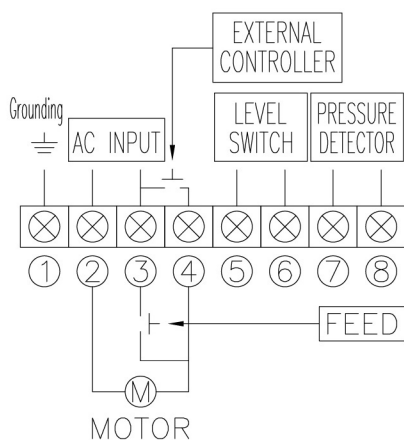 EXTERNAL
CONTROLLER
Grounding
AC INPUT
LEVEL
SWITCH
PRESSURE
DETECTOR
1 2 3 4 5 6 7 8
FEED
M
MOTOR